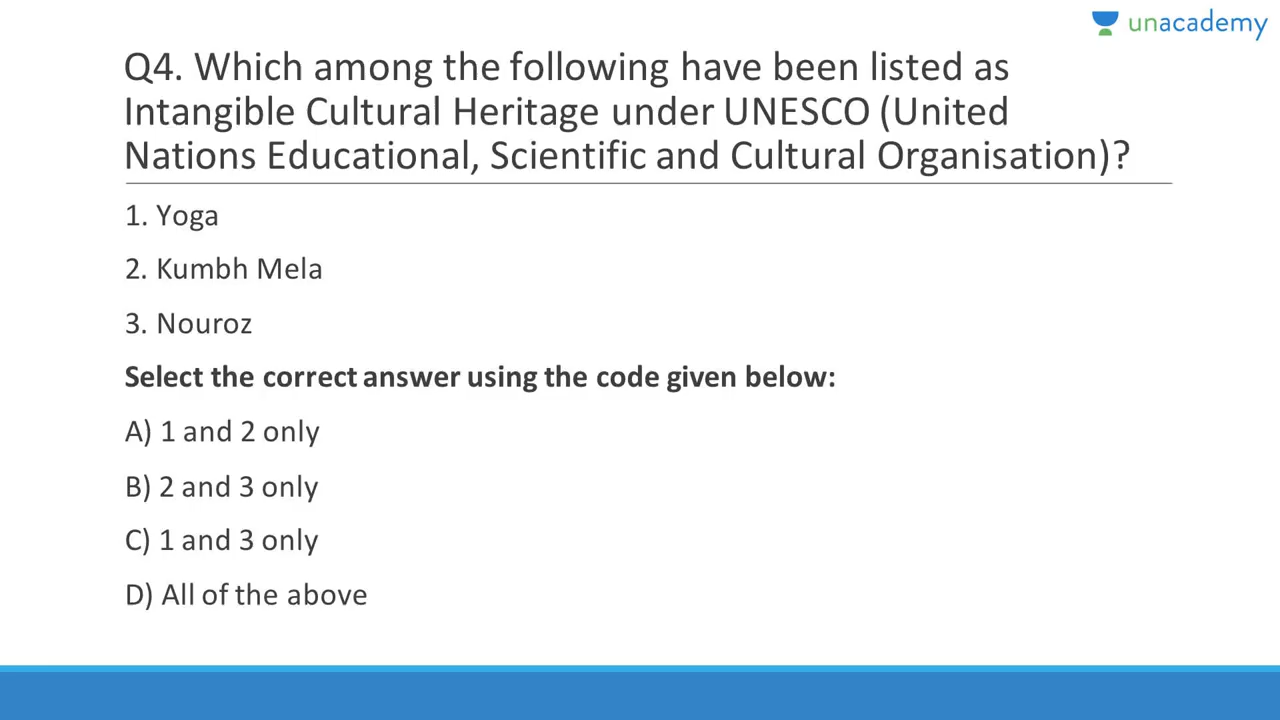 unacademy
Q4. Which among the following have been listed as
Intangible Cultural Heritage under UNESCO (United
Nations Educational, Scientific and Cultural Organisation)?
1. Yoga
2. Kumbh Mela
3. Nouroz
Select the correct answer using the code given below:
A) 1 and 2 only
B) 2 and 3 only
C) 1 and 3 only
D) All of the above